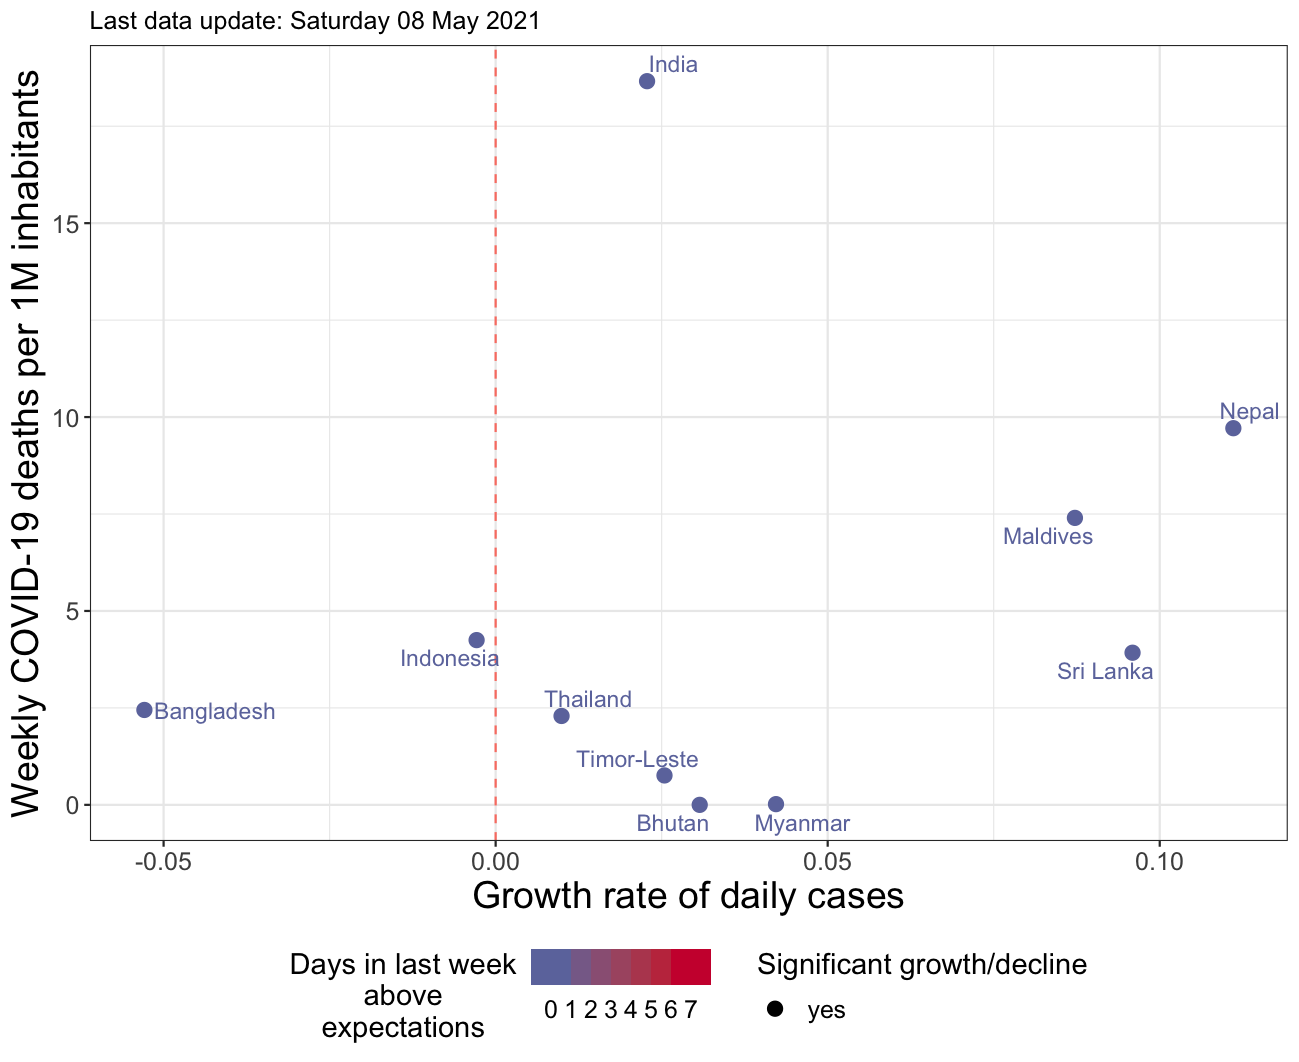 Last data update: Saturday 08 May 2021
Weekly COVID-19 deaths per 1M inhabitants
15
10
5
0
India
Nepal
Maldives
Indonesia
Sri Lanka
Thailand
Bangladesh
Timor-Leste
Bhutan
Myanmar
-0.05
0.00
0.05
0.10
Growth rate of daily cases
Days in last week
above
expectations
0 1 2 3 4 5 6 7
Significant growth/decline
yes